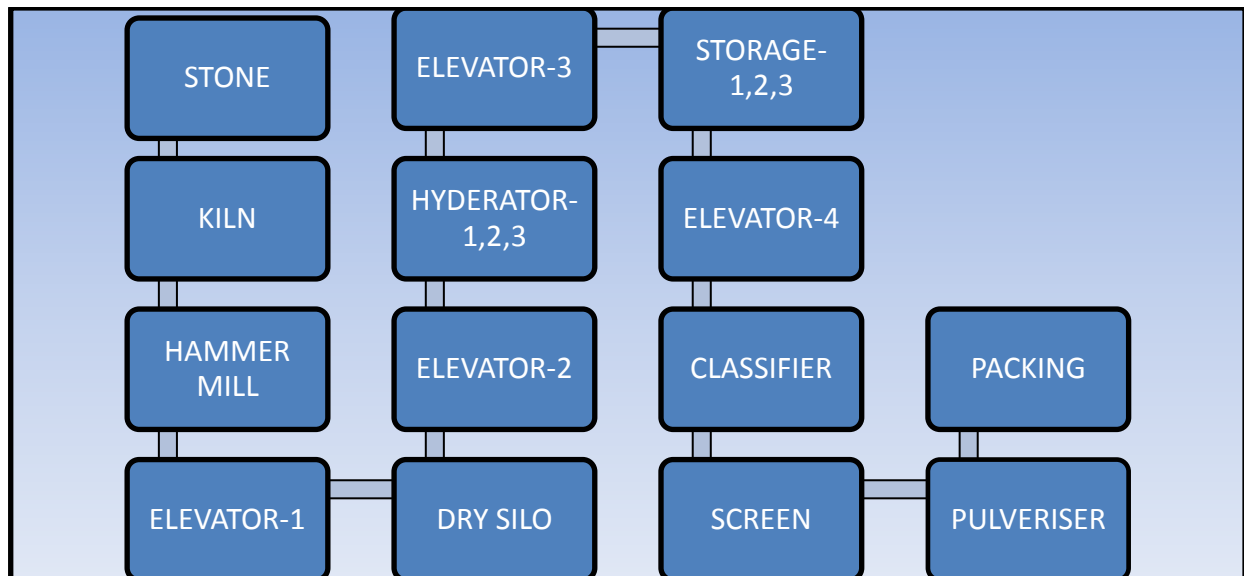 STONE
KILN
HAMMER
MILL
ELEVATOR-1
DRY SILO
ELEVATOR-2
HYDERATOR-
1,2,3
ELEVATOR-3
STORAGE-
1,2,3
ELEVATOR-4
CLASSIFIER
SCREEN
PULVERISER
PACKING